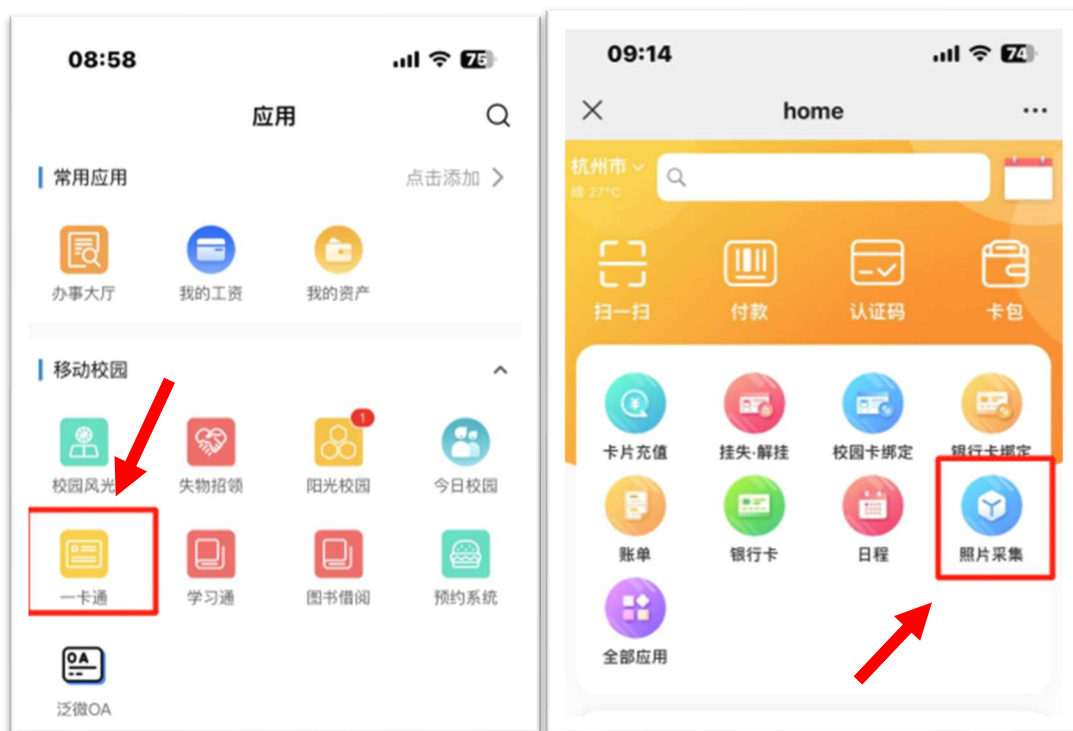 08:58
75
应用
常用应用
点击添加
办事大厅
我的工资
我的资产
移动校园
1
校园风光
失物招领
阳光校园
今日校园
一卡通
学习通
图书借阅
预约系统
OA
泛微OA
09:14
74
home
杭州市
晴 27°C
扫一扫
付款
认证码
卡包
卡片充值
挂失·解挂
校园卡绑定
银行卡绑定
账单
银行卡
日程
照片采集
全部应用